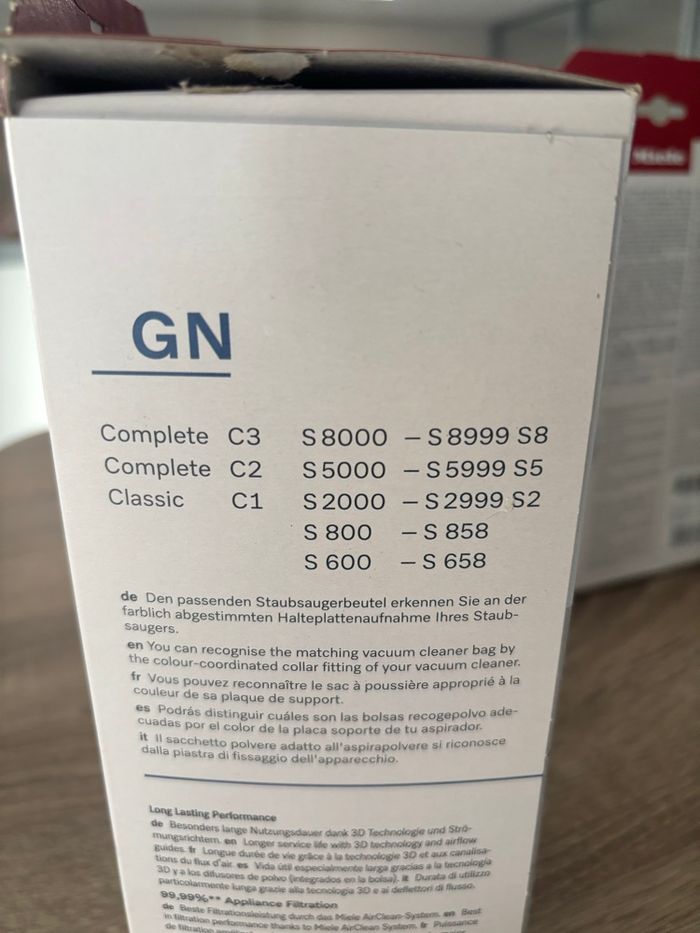 Miele
GN
Complete C3 S 8000 – S 8999 S8
Complete C2 S 5000 – S 5999 S5
Classic C1 S 2000 – S 2999 S2
S 800 – S 858
S 600 – S 658
de Den passenden Staubsaugerbeutel erkennen Sie an der
farblich abgestimmten Halteplattenaufnahme Ihres Staub-
saugers.
en You can recognise the matching vacuum cleaner bag by
the colour-coordinated collar fitting of your vacuum cleaner.
fr Vous pouvez reconnaître le sac à poussière approprié à la
couleur de sa plaque de support.
es Podrás distinguir cuáles son las bolsas recogepolvo ade-
cuadas por el color de la placa soporte de tu aspirador.
it Il sacchetto polvere adatto all'aspirapolvere si riconosce
dalla piastra di fissaggio dell'apparecchio.
Long Lasting Performance
de Besonders lange Nutzungsdauer dank 3D Technologie und Strö-
mungsrichtern. en Longer service life with 3D technology and airflow
guides. fr Longue durée de vie grâce à la technologie 3D et aux canalisa-
tions du flux d'air. es Vida útil especialmente larga gracias a la tecnología
3D y a los difusores de polvo (integrados en la bolsa). it Durata di utilizzo
particolarmente lunga grazie alla tecnologia 3D e ai deflettori di flusso.
99,99%** Appliance Filtration
de Beste Filtrationsleistung durch das Miele AirClean-System. en Best
in filtration performance thanks to Miele AirClean System. fr Puissance
de filtration